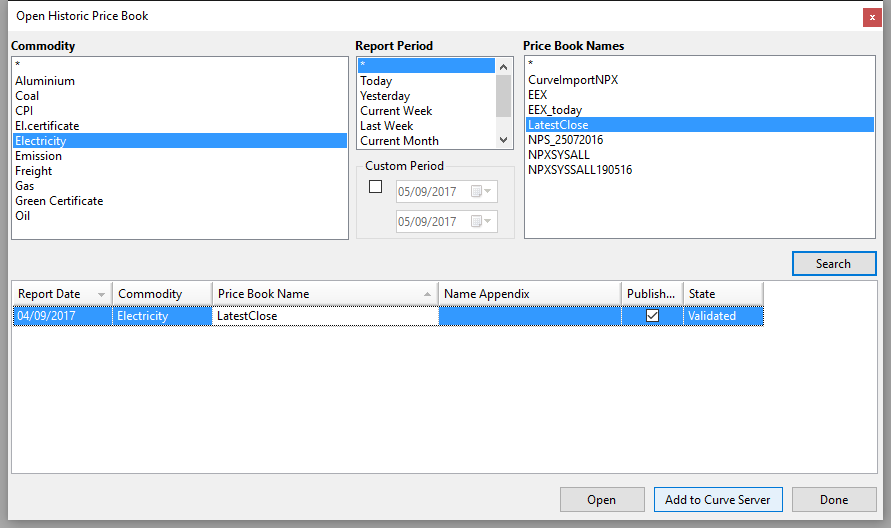 Open Historic Price Book
x
Commodity
*
Aluminium
Coal
CPI
El.certificate
Electricity
Emission
Freight
Gas
Green Certificate
Oil
Report Period
*
Today
Yesterday
Current Week
Last Week
Current Month
Custom Period
05/09/2017
05/09/2017
Price Book Names
*
CurveImportNPX
EEX
EEX_today
LatestClose
NPS_25072016
NPXSYSALL
NPXSYSSALL190516
Search
Report Date Commodity Price Book Name Name Appendix Publish... State
04/09/2017 Electricity LatestClose Validated
Open Add to Curve Server Done